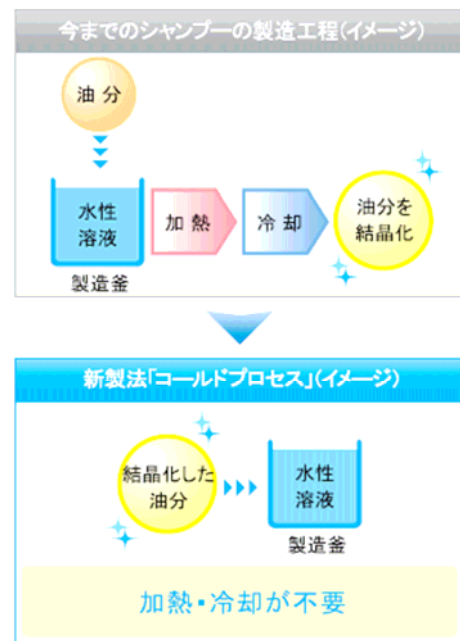 今までのシャンプーの製造工程(イメージ)
油分
水性
溶液
加熱
冷却
油分を
結晶化
製造釜
新製法「コールドプロセス」(イメージ)
結晶化した
油分
水性
溶液
製造釜
加熱・冷却が不要